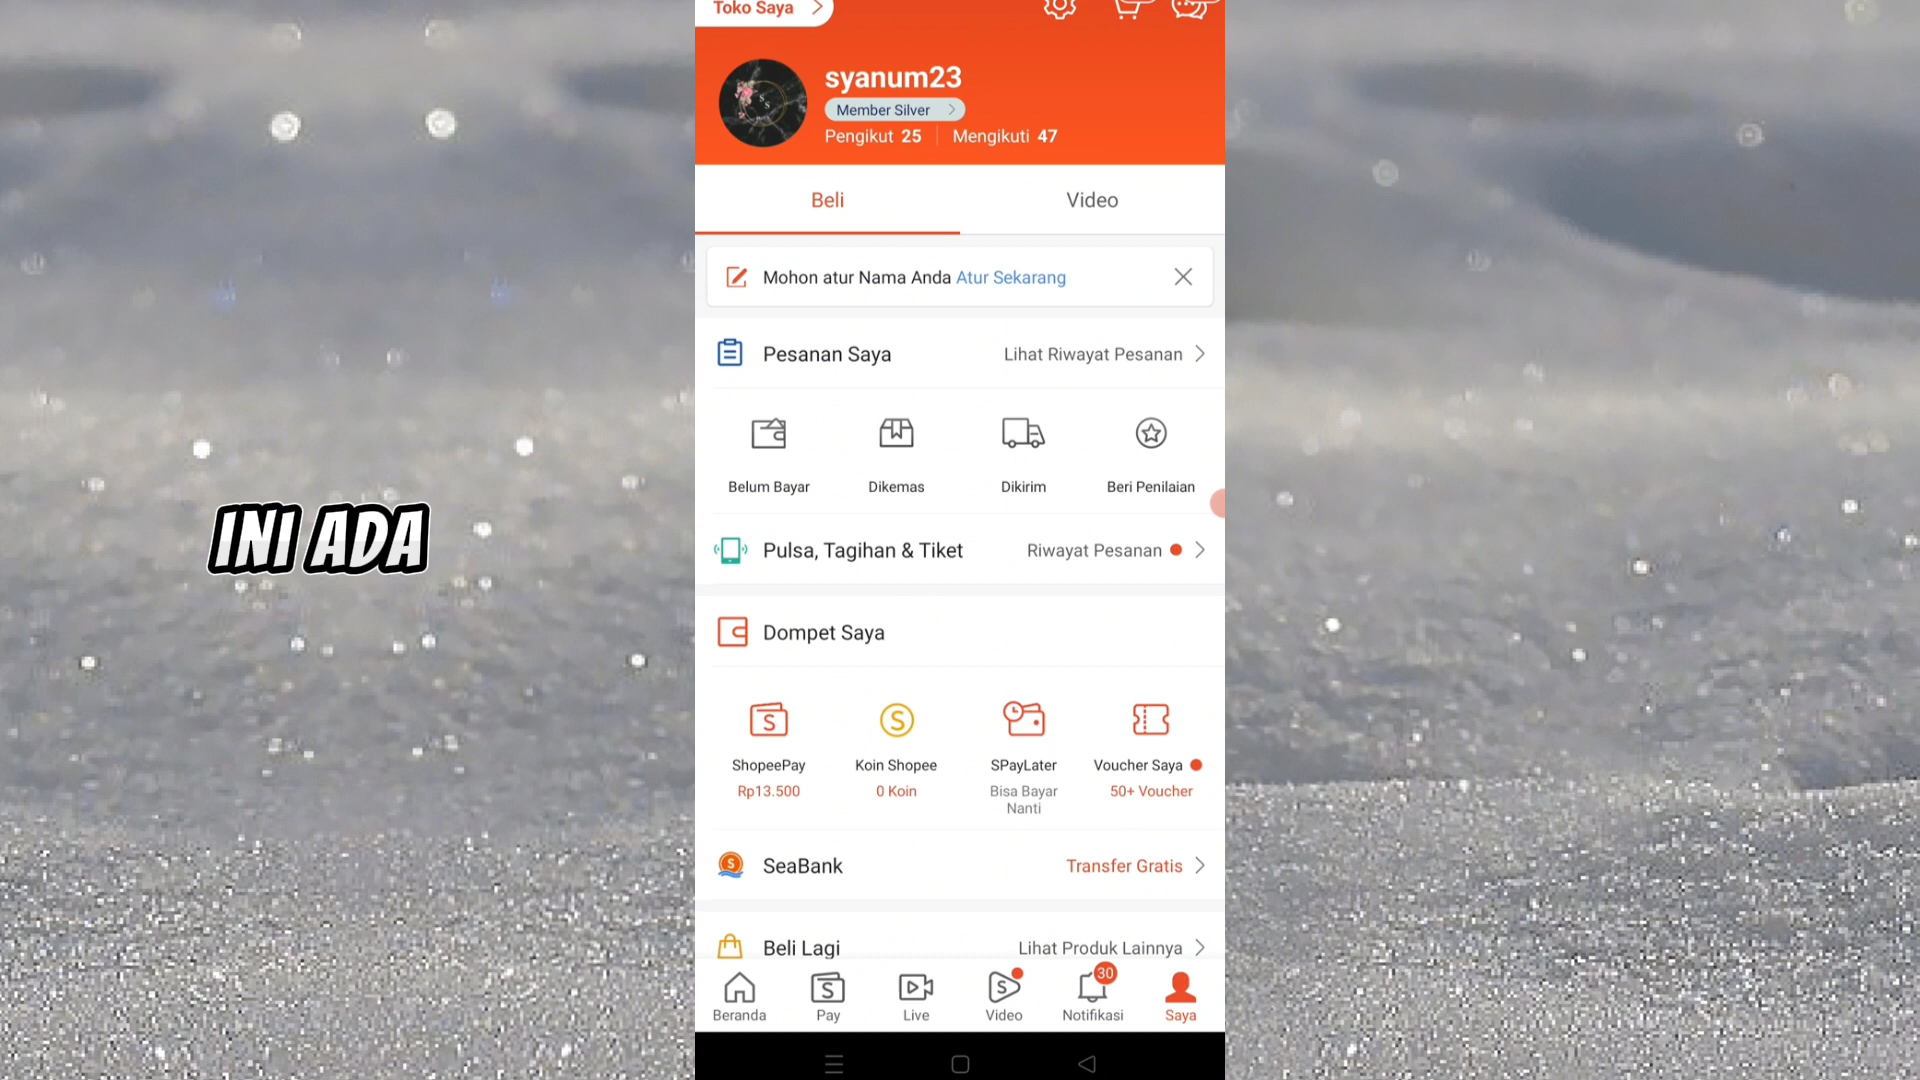 Toko Saya
syanum23
Member Silver
Pengikut 25 Mengikuti 47
Beli Video
Mohon atur Nama Anda Atur Sekarang
Pesanan Saya Lihat Riwayat Pesanan
Belum Bayar Dikemas Dikirim Beri Penilaian
INI ADA
Pulsa, Tagihan & Tiket Riwayat Pesanan
Dompet Saya
ShopeePay Koin Shopee SPayLater Voucher Saya
Rp13.500 0 Koin Bisa Bayar Nanti 50+ Voucher
SeaBank Transfer Gratis
Beli Lagi Lihat Produk Lainnya
30
Beranda Pay Live Video Notifikasi Saya